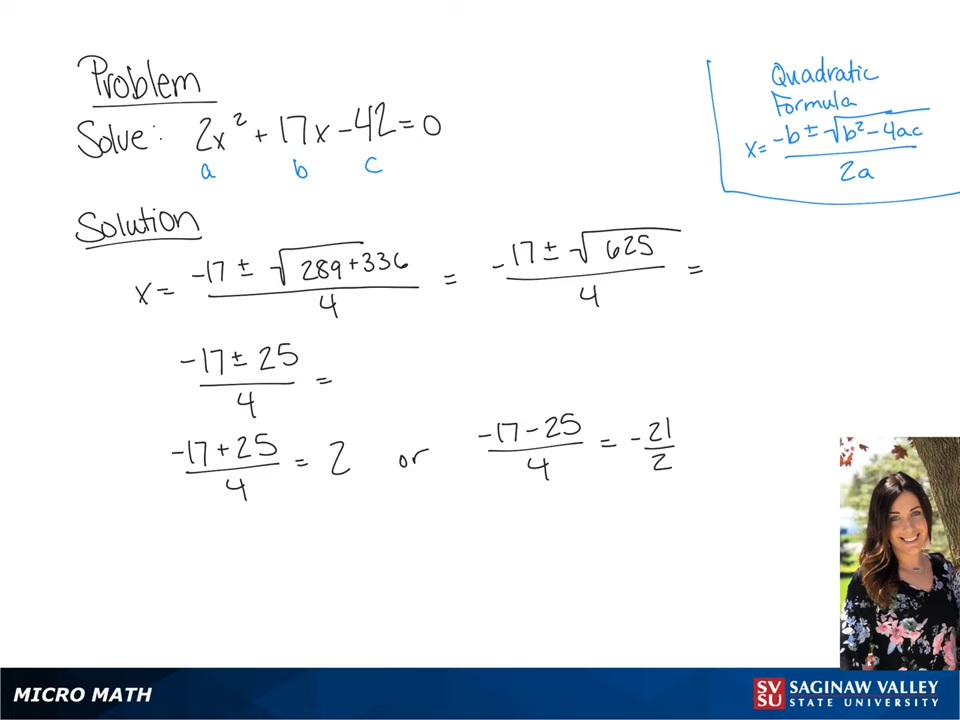 Problem
Solve: 2x² + 17x - 42 = 0
a b c
Quadratic
Formula
x = (-b ± √(b² - 4ac)) / 2a
Solution
x = (-17 ± √(289 + 336)) / 4 = (-17 ± √625) / 4 =
(-17 ± 25) / 4 =
(-17 + 25) / 4 = 2 or (-17 - 25) / 4 = -21/2
MICRO MATH
SV SU SAGINAW VALLEY
STATE UNIVERSITY